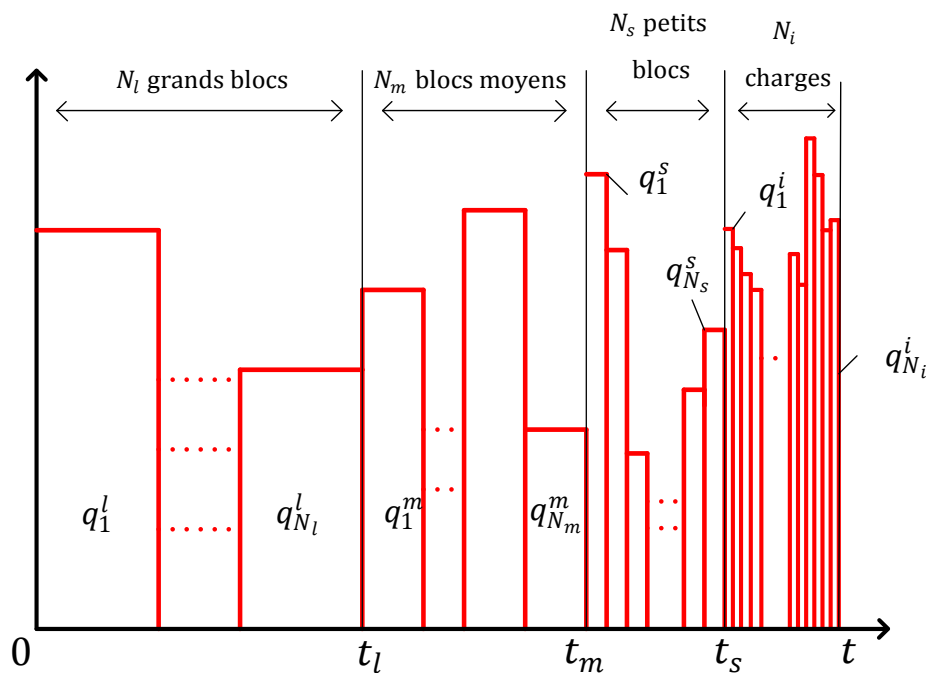 N_l grands blocs
N_m blocs moyens
N_s petits
blocs
N_i
charges
q_1^s
q_1^i
q_{N_s}^s
q_{N_i}^i
q_1^l
q_{N_l}^l
q_1^m
q_{N_m}^m
0
t_l
t_m
t_s
t